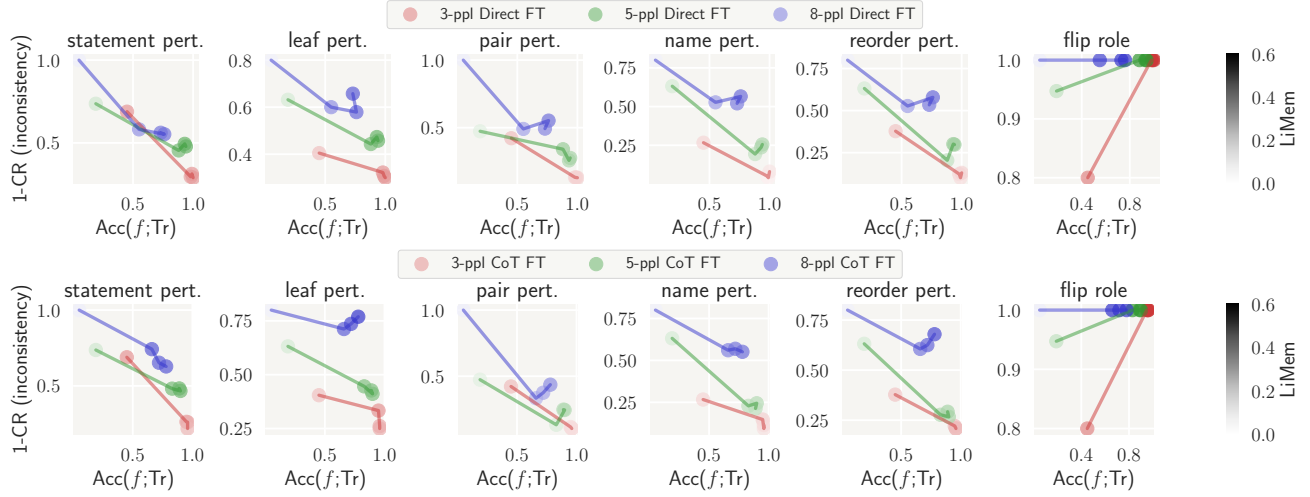 3-ppl Direct FT 5-ppl Direct FT 8-ppl Direct FT
statement pert. leaf pert. pair pert. name pert. reorder pert. flip role
1-CR (inconsistency)
1.0 0.5
0.8 0.6 0.4
0.5
0.75 0.50 0.25
0.75 0.50 0.25
1.0 0.9 0.8
0.6 0.4 0.2 0.0
LiMem
0.5 1.0 0.5 1.0 0.5 1.0 0.5 1.0 0.5 1.0 0.4 0.8
Acc(f;Tr) Acc(f;Tr) Acc(f;Tr) Acc(f;Tr) Acc(f;Tr) Acc(f;Tr)
3-ppl CoT FT 5-ppl CoT FT 8-ppl CoT FT
statement pert. leaf pert. pair pert. name pert. reorder pert. flip role
1-CR (inconsistency)
1.0 0.5
0.75 0.50 0.25
0.5
0.75 0.50 0.25
0.75 0.50 0.25
1.0 0.9 0.8
0.6 0.4 0.2 0.0
LiMem
0.5 1.0 0.5 1.0 0.5 1.0 0.5 1.0 0.5 1.0 0.4 0.8
Acc(f;Tr) Acc(f;Tr) Acc(f;Tr) Acc(f;Tr) Acc(f;Tr) Acc(f;Tr)